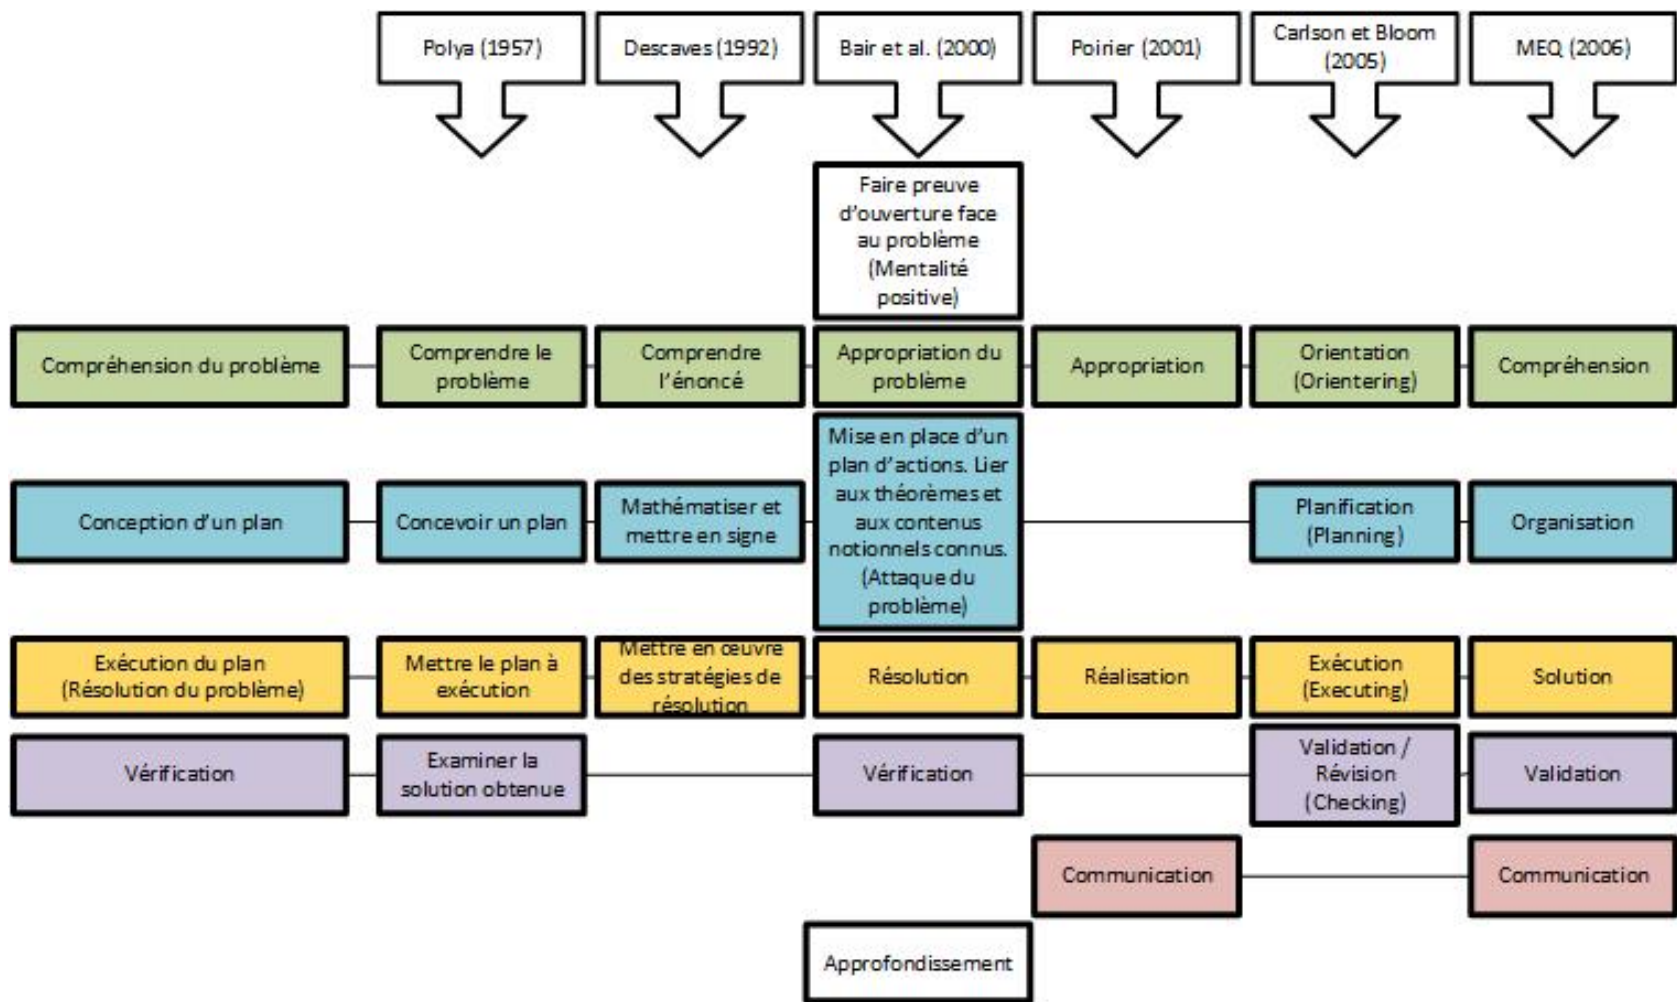 Polya (1957)
Descaves (1992)
Bair et al. (2000)
Poirier (2001)
Carlson et Bloom
(2005)
MEQ (2006)
Faire preuve
d'ouverture face
au problème
(Mentalité
positive)
Compréhension du problème
Comprendre le
problème
Comprendre
l'énoncé
Appropriation du
problème
Appropriation
Orientation
(Orientering)
Compréhension
Conception d'un plan
Concevoir un plan
Mathématiser et
mettre en signe
Mise en place d'un
plan d'actions. Lier
aux théorèmes et
aux contenus
notionnels connus.
(Attaque du
problème)
Planification
(Planning)
Organisation
Exécution du plan
(Résolution du problème)
Mettre le plan à
exécution
Mettre en œuvre
des stratégies de
résolution
Résolution
Réalisation
Exécution
(Executing)
Solution
Vérification
Examiner la
solution obtenue
Vérification
Validation /
Révision
(Checking)
Validation
Communication
Communication
Approfondissement